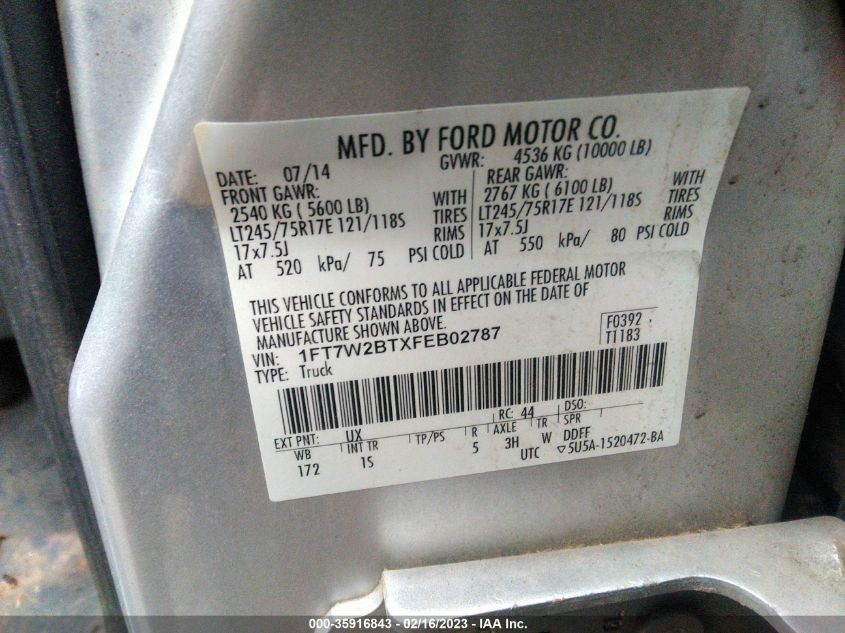 MFD. BY FORD MOTOR CO.
DATE: 07/14 GVWR: 4536 KG (10000 LB)
FRONT GAWR: REAR GAWR:
2540 KG ( 5600 LB) WITH 2767 KG ( 6100 LB) WITH
LT245/75R17E 121/118S TIRES LT245/75R17E 121/118S TIRES
17x7.5J RIMS 17x7.5J RIMS
AT 520 kPa/ 75 PSI COLD AT 550 kPa/ 80 PSI COLD
THIS VEHICLE CONFORMS TO ALL APPLICABLE FEDERAL MOTOR
VEHICLE SAFETY STANDARDS IN EFFECT ON THE DATE OF
MANUFACTURE SHOWN ABOVE.
VIN: 1FT7W2BTXFEB02787 F0392
TYPE: Truck T1183
EXT PNT: UX RC: 44 DSO:
WB INT TR TP/PS R AXLE TR SPR
172 1S 5 3H W DDFF
UTC ▽5U5A-1520472-BA
000-35916843 - 02/16/2023 - IAA Inc.